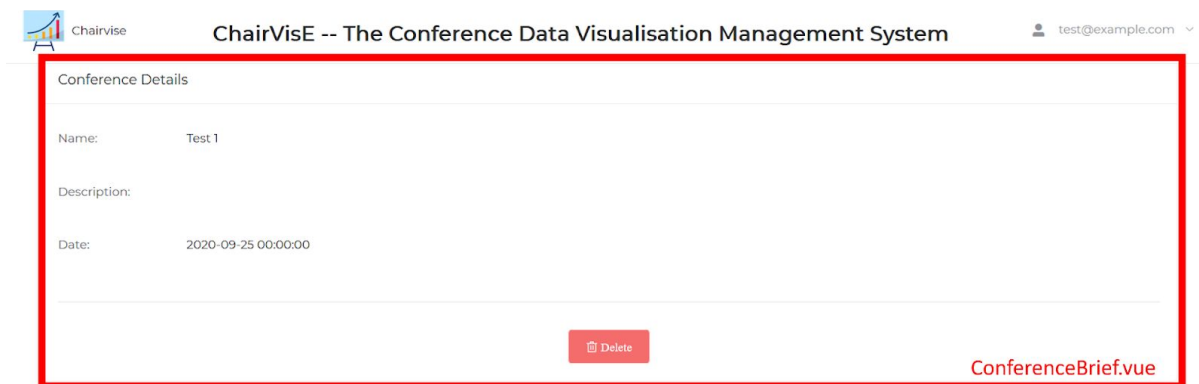 Chairvise ChairVisE -- The Conference Data Visualisation Management System test@example.com
Conference Details
Name: Test 1
Description:
Date: 2020-09-25 00:00:00
Delete
ConferenceBrief.vue